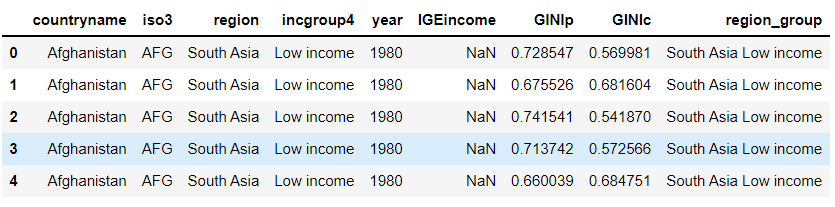 countryname iso3 region incgroup4 year IGEincome GINIp GINIc region_group
0 Afghanistan AFG South Asia Low income 1980 NaN 0.728547 0.569981 South Asia Low income
1 Afghanistan AFG South Asia Low income 1980 NaN 0.675526 0.681604 South Asia Low income
2 Afghanistan AFG South Asia Low income 1980 NaN 0.741541 0.541870 South Asia Low income
3 Afghanistan AFG South Asia Low income 1980 NaN 0.713742 0.572566 South Asia Low income
4 Afghanistan AFG South Asia Low income 1980 NaN 0.660039 0.684751 South Asia Low income